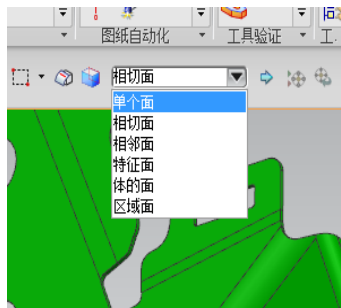 图纸自动化 工具验证 工.
相切面
单个面
相切面
相邻面
特征面
体的面
区域面